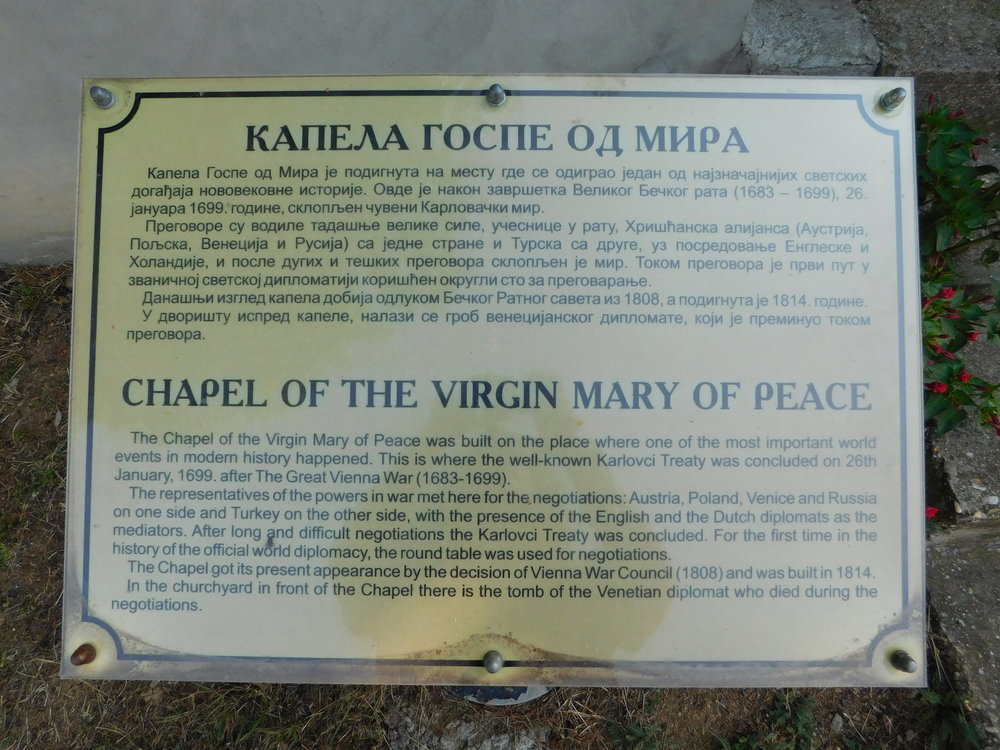 КАПЕЛА ГОСПЕ ОД МИРА
Капела Госпе од Мира је подигнута на месту где се одиграо један од најзначајнијих светских
догађаја нововековне историје. Овде је након завршетка Великог Бечког рата (1683 – 1699), 26.
јануара 1699. године, склопљен чувени Карловачки мир.
Преговоре су водиле тадашње велике силе, учеснице у рату, Хришћанска алијанса (Аустрија,
Пољска, Венеција и Русија) са једне стране и Турска са друге, уз посредовање Енглеске и
Холандије, и после дугих и тешких преговора склопљен је мир. Током преговора је први пут у
званичној светској дипломатији коришћен округли сто за преговарање.
Данашњи изглед капела добија одлуком Бечког Ратног савета из 1808, а подигнута је 1814. године.
У дворишту испред капеле, налази се гроб венецијанског дипломате, који је преминуо током
преговора.
CHAPEL OF THE VIRGIN MARY OF PEACE
The Chapel of the Virgin Mary of Peace was built on the place where one of the most important world
events in modern history happened. This is where the well-known Karlovci Treaty was concluded on 26th
January, 1699. after The Great Vienna War (1683-1699).
The representatives of the powers in war met here for the negotiations: Austria, Poland, Venice and Russia
on one side and Turkey on the other side, with the presence of the English and the Dutch diplomats as the
mediators. After long and difficult negotiations the Karlovci Treaty was concluded. For the first time in the
history of the official world diplomacy, the round table was used for negotiations.
The Chapel got its present appearance by the decision of Vienna War Council (1808) and was built in 1814.
In the churchyard in front of the Chapel there is the tomb of the Venetian diplomat who died during the
negotiations.